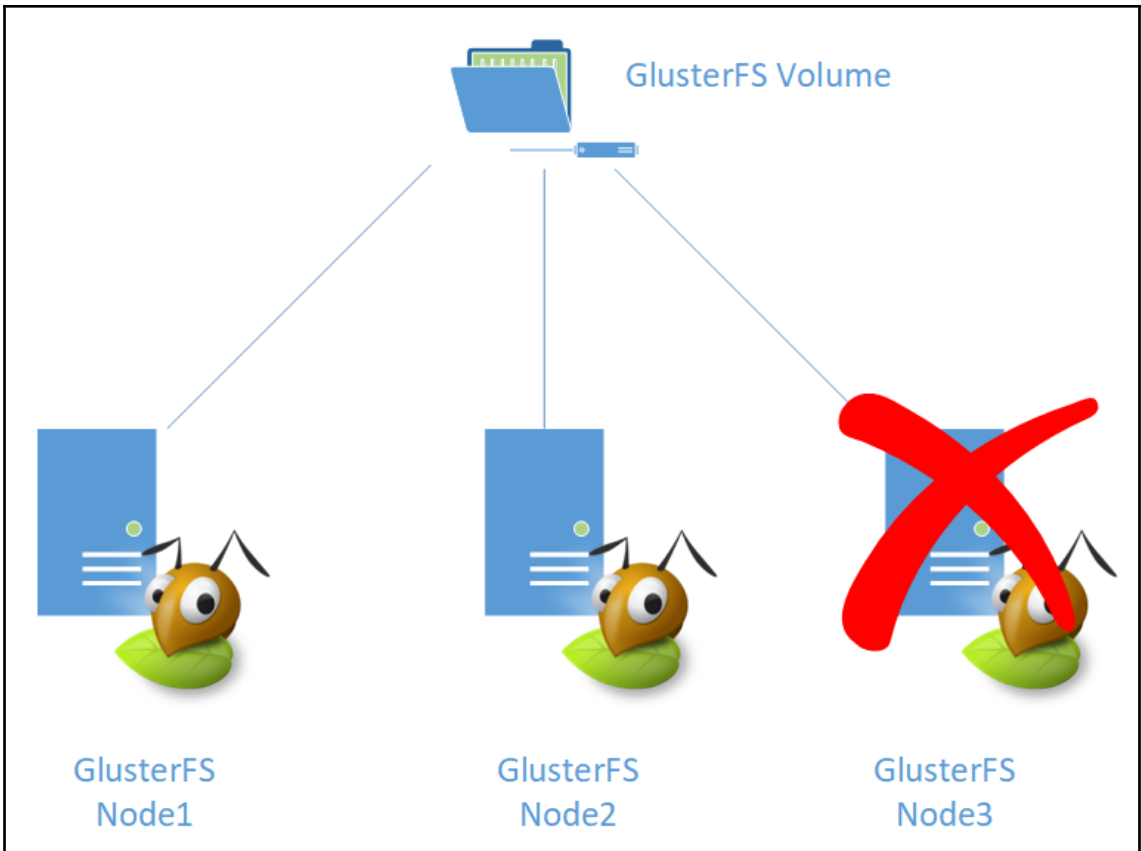 GlusterFS Volume
GlusterFS
Node1
GlusterFS
Node2
GlusterFS
Node3